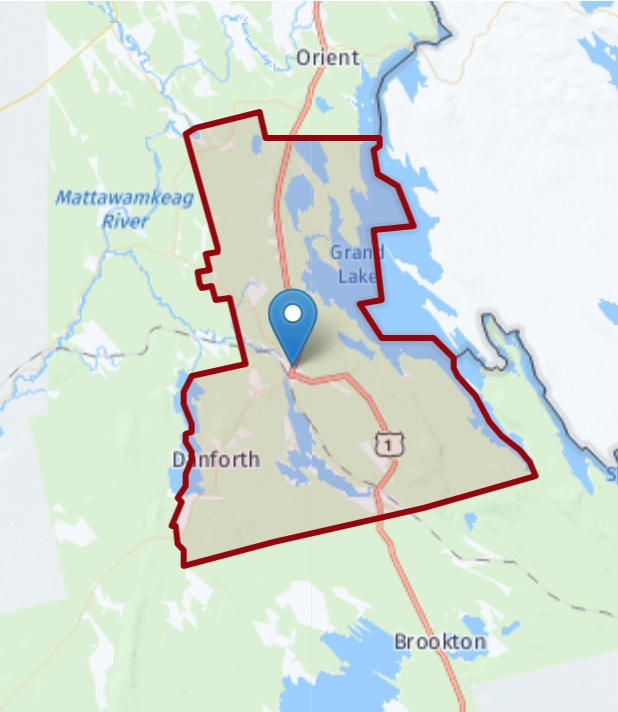 Orient
Mattawamkeag
River
Grand
Lake
1
Danforth
Brookton